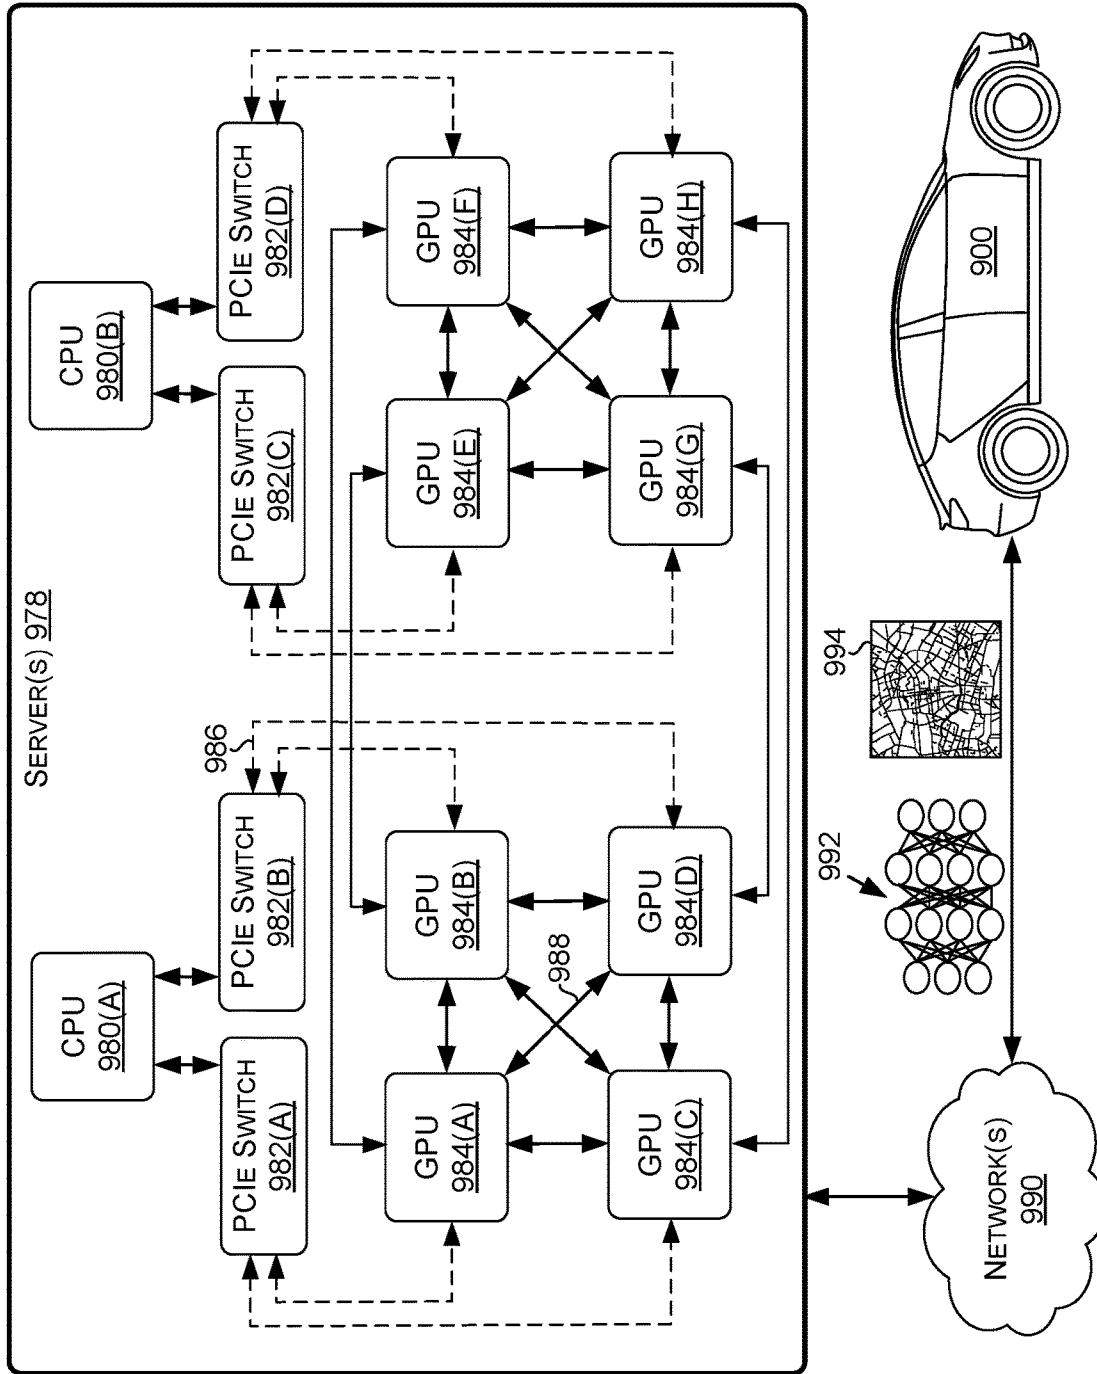 SERVER(S) 978
CPU
980(A)
CPU
980(B)
PCIE SWITCH
982(A)
PCIE SWITCH
982(B)
PCIE SWITCH
982(C)
PCIE SWITCH
982(D)
986
GPU
984(A)
GPU
984(B)
GPU
984(E)
GPU
984(F)
988
GPU
984(C)
GPU
984(D)
GPU
984(G)
GPU
984(H)
NETWORK(S)
990
992
994
900